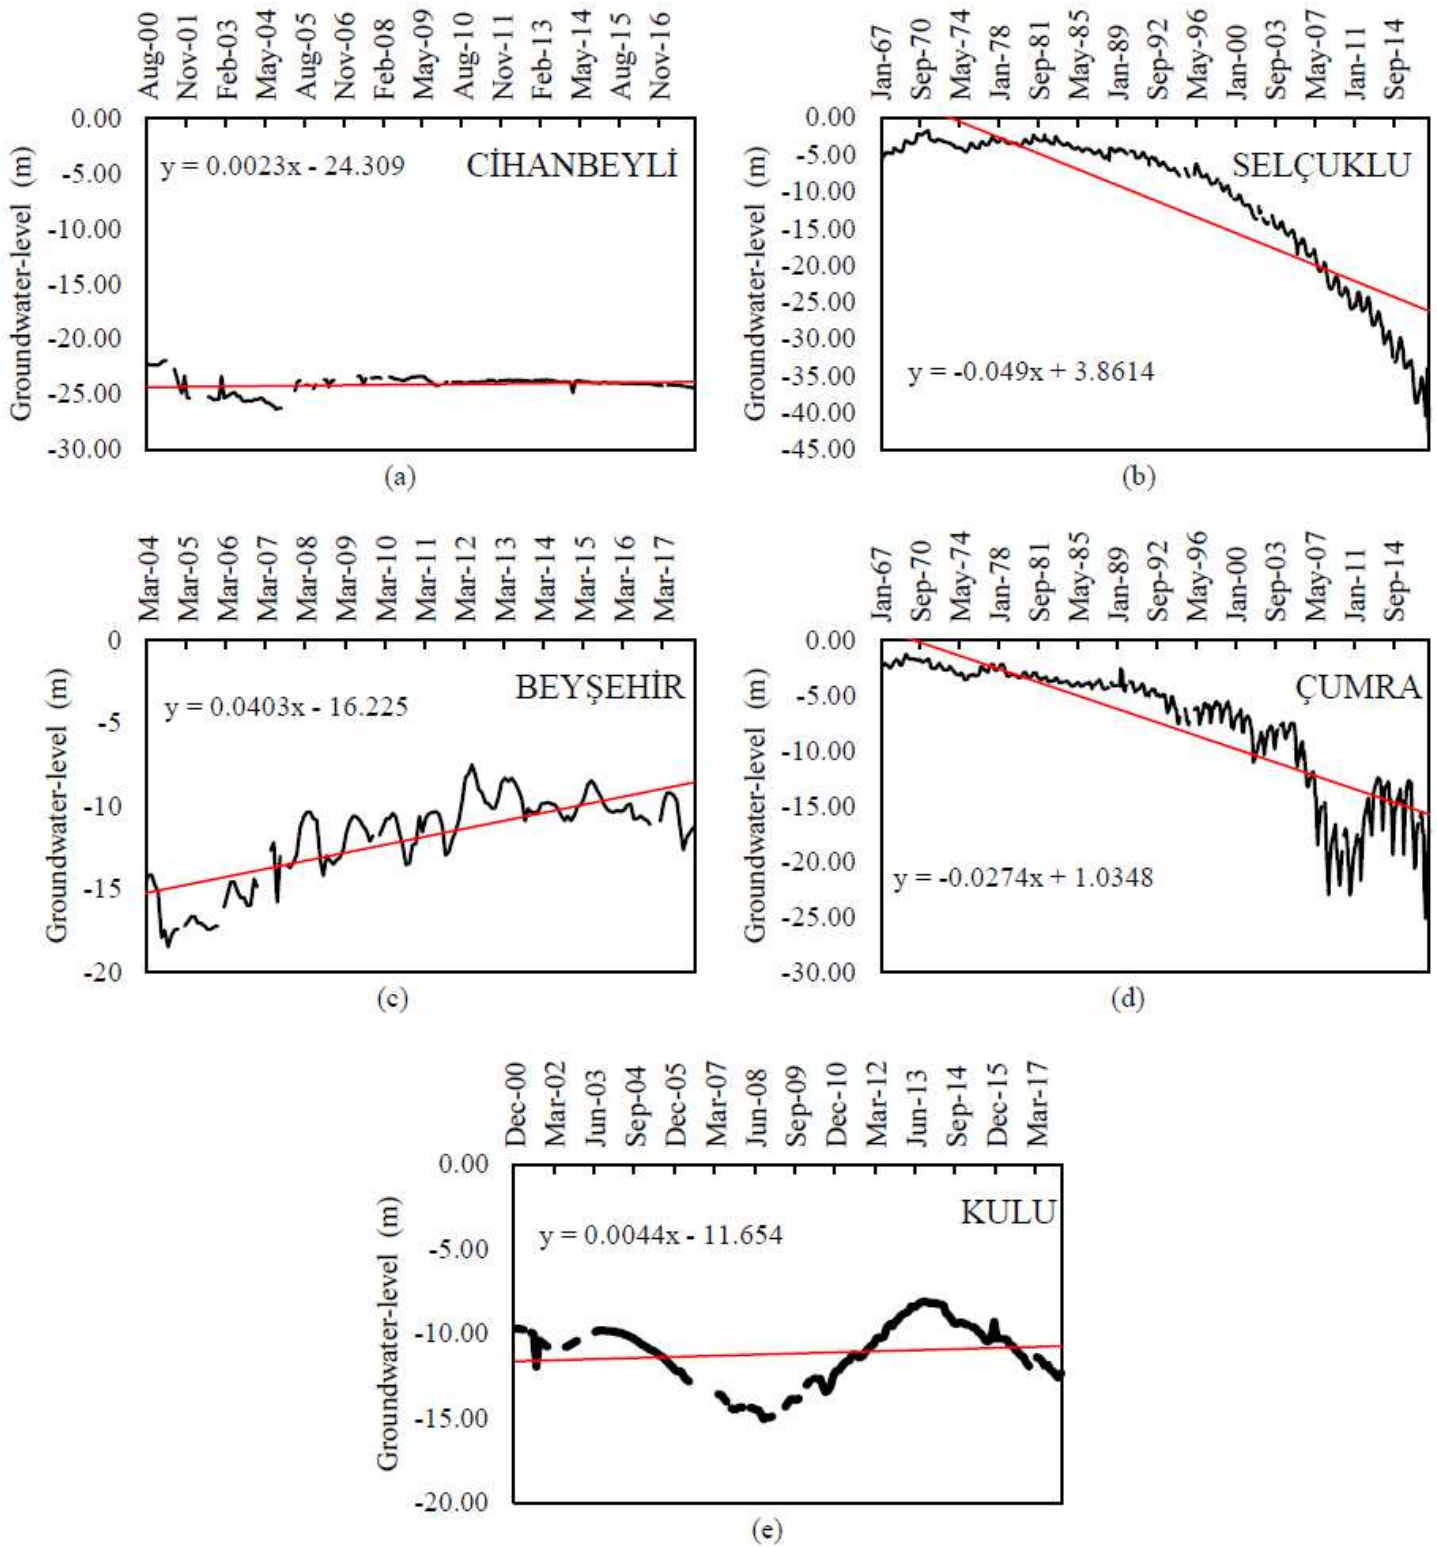 Aug-00 Nov-01 Feb-03 May-04 Aug-05 Nov-06 Feb-08 May-09 Aug-10 Nov-11 Feb-13 May-14 Aug-15 Nov-16
Groundwater-level (m)
0.00
-5.00
-10.00
-15.00
-20.00
-25.00
-30.00
y = 0.0023x - 24.309
CİHANBEYLİ
(a)
Jan-67 Sep-70 May-74 Jan-78 Sep-81 May-85 Jan-89 Sep-92 May-96 Jan-00 Sep-03 May-07 Jan-11 Sep-14
Groundwater-level (m)
0.00
-5.00
-10.00
-15.00
-20.00
-25.00
-30.00
-35.00
-40.00
-45.00
SELÇUKLU
y = -0.049x + 3.8614
(b)
Mar-04 Mar-05 Mar-06 Mar-07 Mar-08 Mar-09 Mar-10 Mar-11 Mar-12 Mar-13 Mar-14 Mar-15 Mar-16 Mar-17
Groundwater-level (m)
0
-5
-10
-15
-20
BEYŞEHİR
y = 0.0403x - 16.225
(c)
Jan-67 Sep-70 May-74 Jan-78 Sep-81 May-85 Jan-89 Sep-92 May-96 Jan-00 Sep-03 May-07 Jan-11 Sep-14
Groundwater-level (m)
0.00
-5.00
-10.00
-15.00
-20.00
-25.00
-30.00
ÇUMRA
y = -0.0274x + 1.0348
(d)
Dec-00 Mar-02 Jun-03 Sep-04 Dec-05 Mar-07 Jun-08 Sep-09 Dec-10 Mar-12 Jun-13 Sep-14 Dec-15 Mar-17
Groundwater-level (m)
0.00
-5.00
-10.00
-15.00
-20.00
KULU
y = 0.0044x - 11.654
(e)